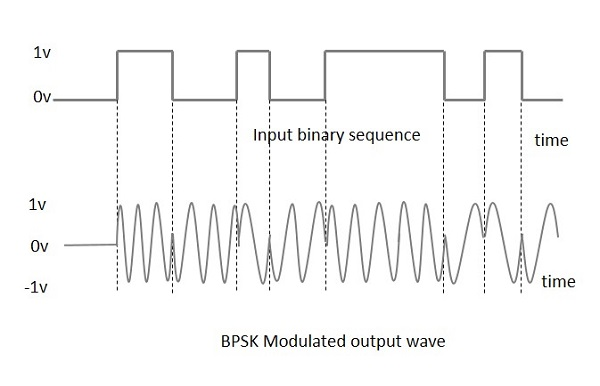 1v
0v
Input binary sequence
time
1v
0v
-1v
time
BPSK Modulated output wave